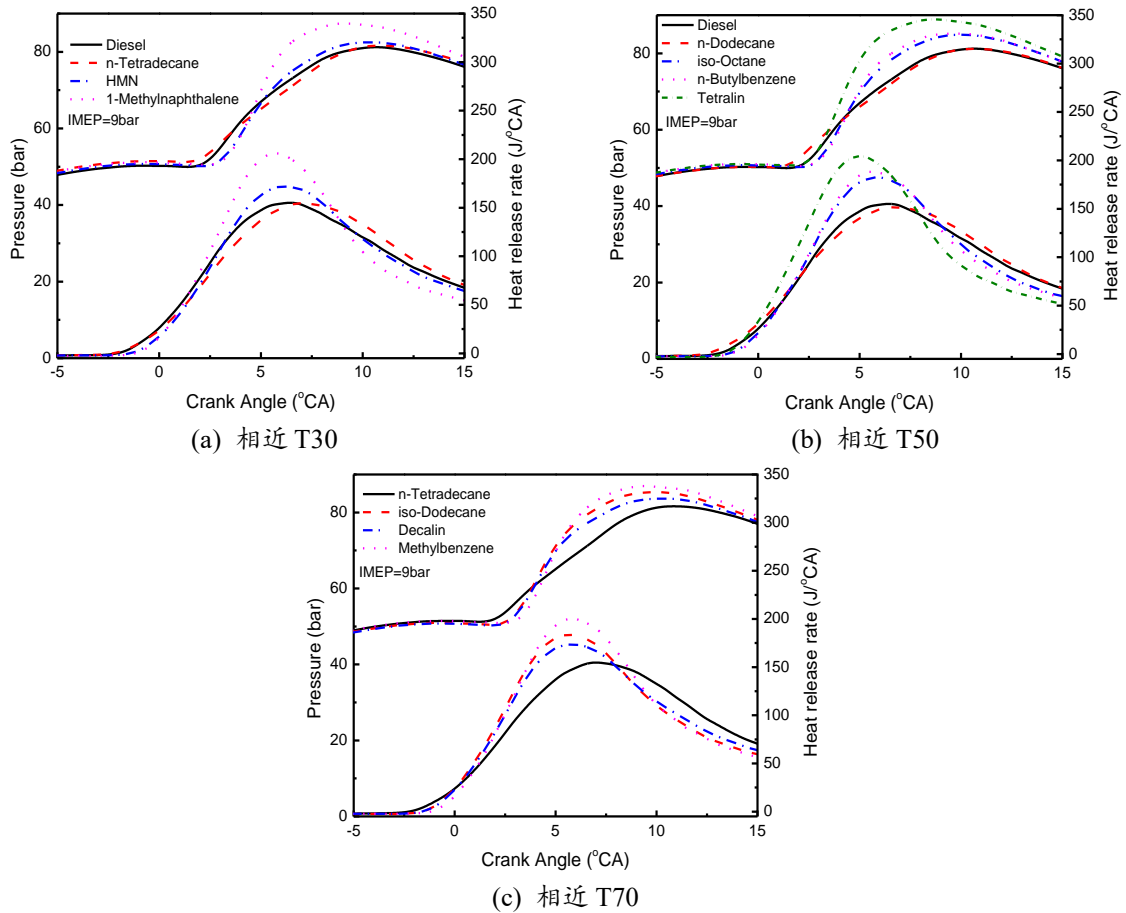 Diesel
n-Tetradecane
HMN
1-Methylnaphthalene
IMEP=9bar
Pressure (bar)
0
20
40
60
80
Heat release rate (J/°CA)
0
50
100
150
200
250
300
350
-5
0
5
10
15
Crank Angle (°CA)
(a) 相近 T30
Diesel
n-Dodecane
iso-Octane
n-Butylbenzene
Tetralin
IMEP=9bar
Pressure (bar)
0
20
40
60
80
Heat release rate (J/°CA)
0
50
100
150
200
250
300
350
-5
0
5
10
15
Crank Angle (°CA)
(b) 相近 T50
n-Tetradecane
iso-Dodecane
Decalin
Methylbenzene
IMEP=9bar
Pressure (bar)
0
20
40
60
80
Heat release rate (J/°CA)
0
50
100
150
200
250
300
350
-5
0
5
10
15
Crank Angle (°CA)
(c) 相近 T70